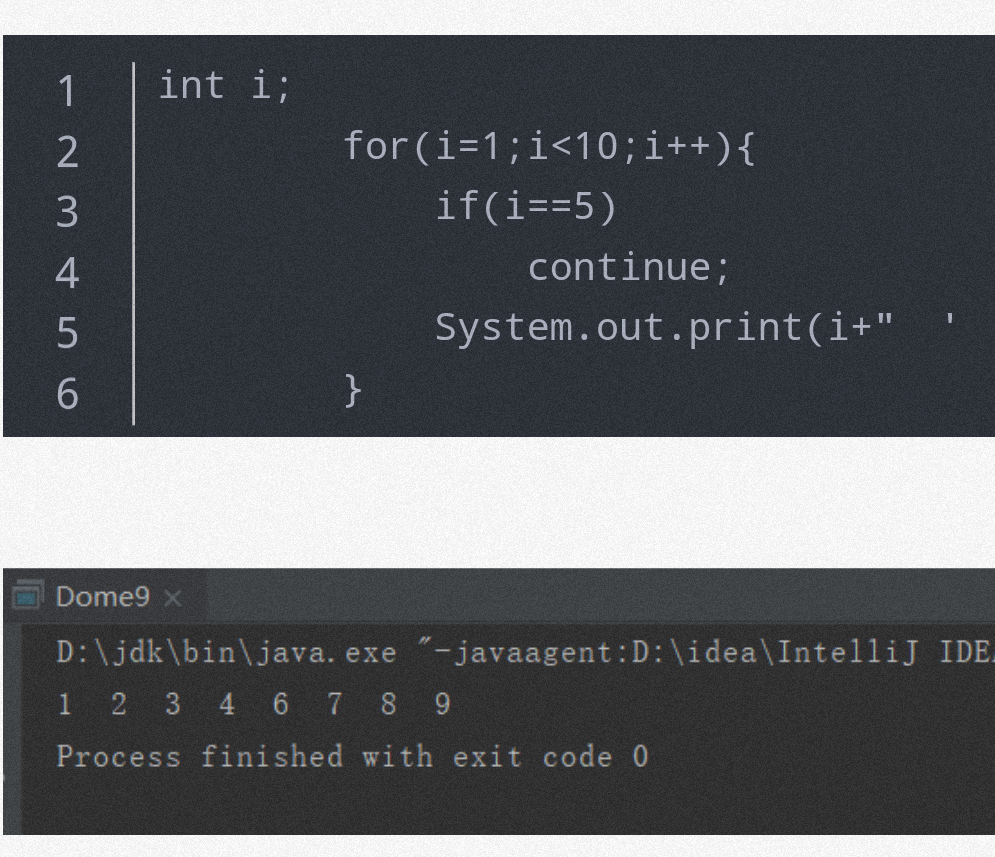 1 int i;
2 for(i=1;i<10;i++){
3 if(i==5)
4 continue;
5 System.out.print(i+"  '
6 }
Dome9 ×
D:\jdk\bin\java.exe "-javaagent:D:\idea\IntelliJ IDE
1 2 3 4 6 7 8 9
Process finished with exit code 0